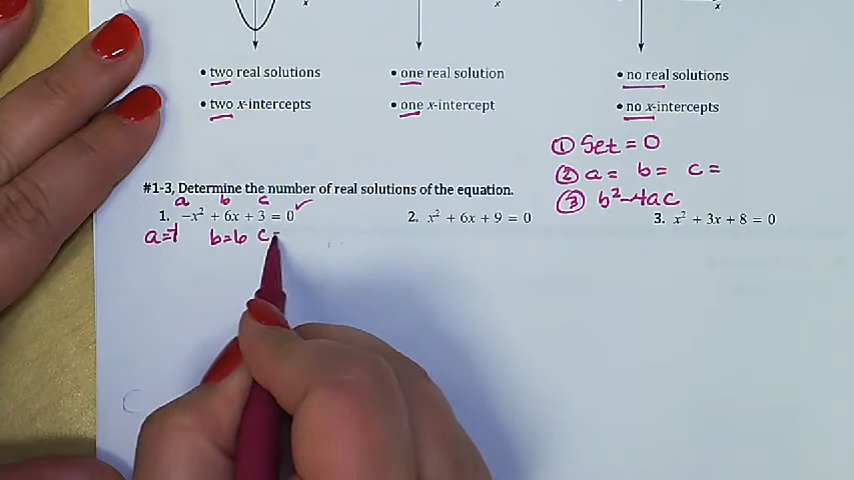 x x x
• two real solutions • one real solution • no real solutions
• two x-intercepts • one x-intercept • no x-intercepts
① Set = 0
② a = b = c =
③ b² - 4ac
#1-3, Determine the number of real solutions of the equation.
a b c
1. −x² + 6x + 3 = 0 ✓ 2. x² + 6x + 9 = 0 3. x² + 3x + 8 = 0
a=-1 b=6 c=